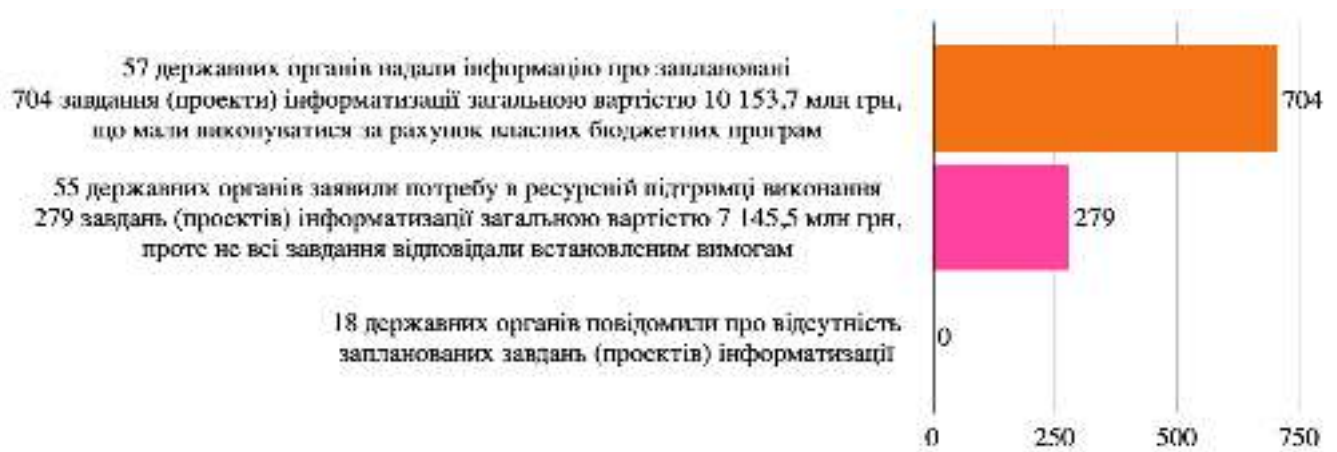 57 державних органів надали інформацію про заплановані
704 завдання (проекти) інформатизації загальною вартістю 10 153,7 млн грн,
що мали виконуватися за рахунок власних бюджетних програм
704
55 державних органів заявили потребу в ресурсній підтримці виконання
279 завдань (проєктів) інформатизації загальною вартістю 7 145,5 млн грн,
проте не всі завдання відповідали встановленим вимогам
279
18 державних органів повідомили про відсутність
запланованих завдань (проєктів) інформатизації
0
0 250 500 750